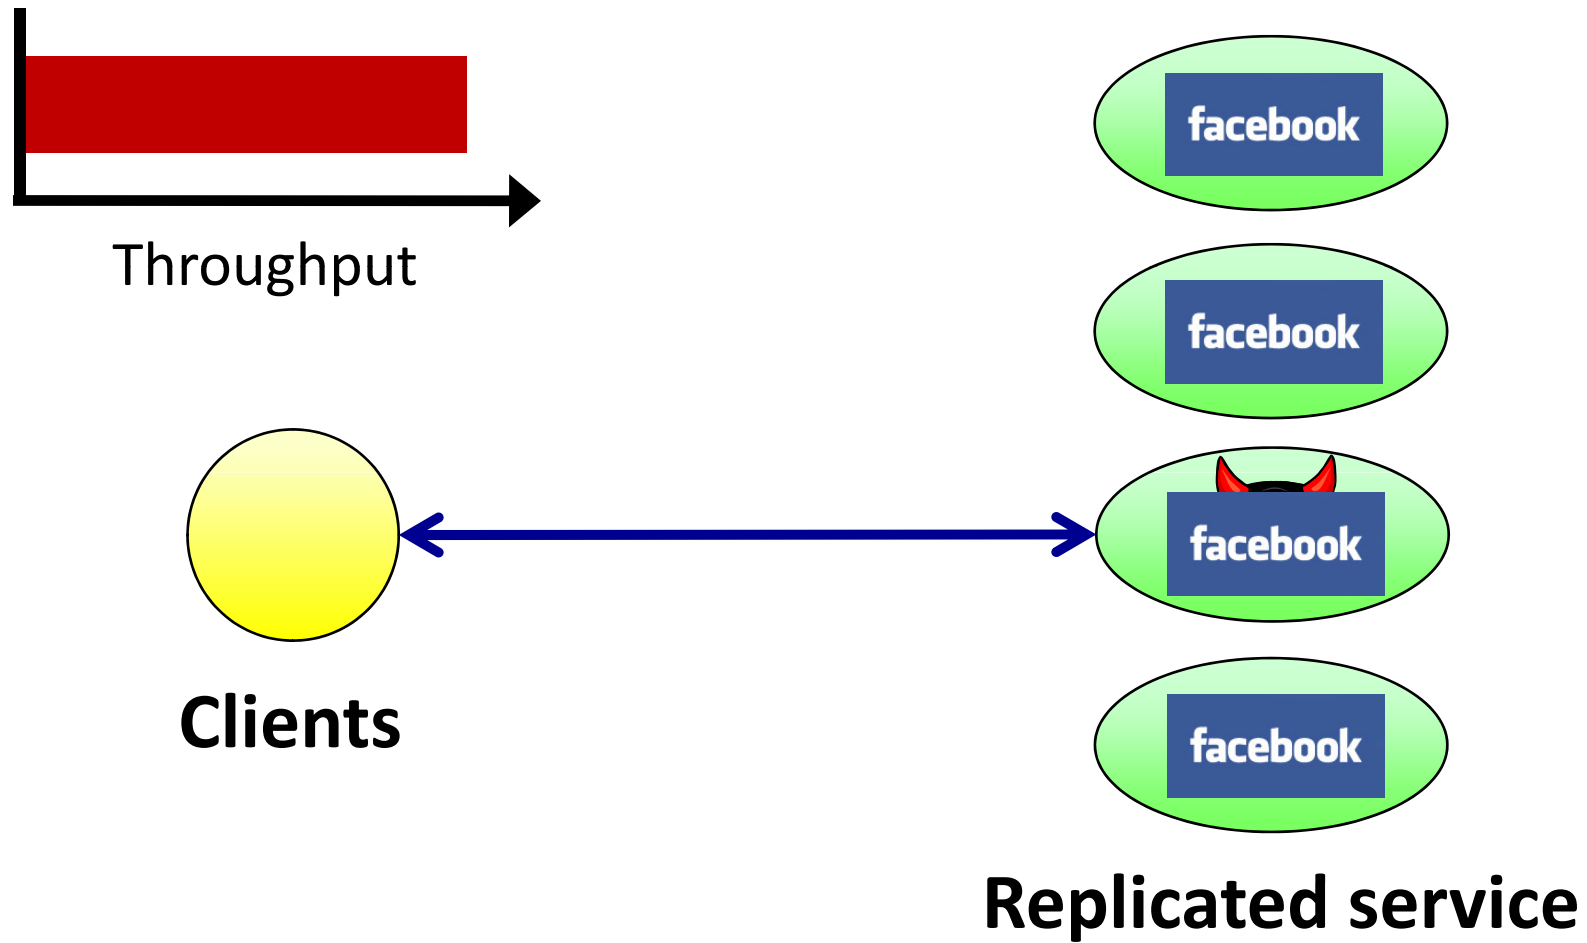 Throughput
facebook
facebook
facebook
facebook
Clients
Replicated service